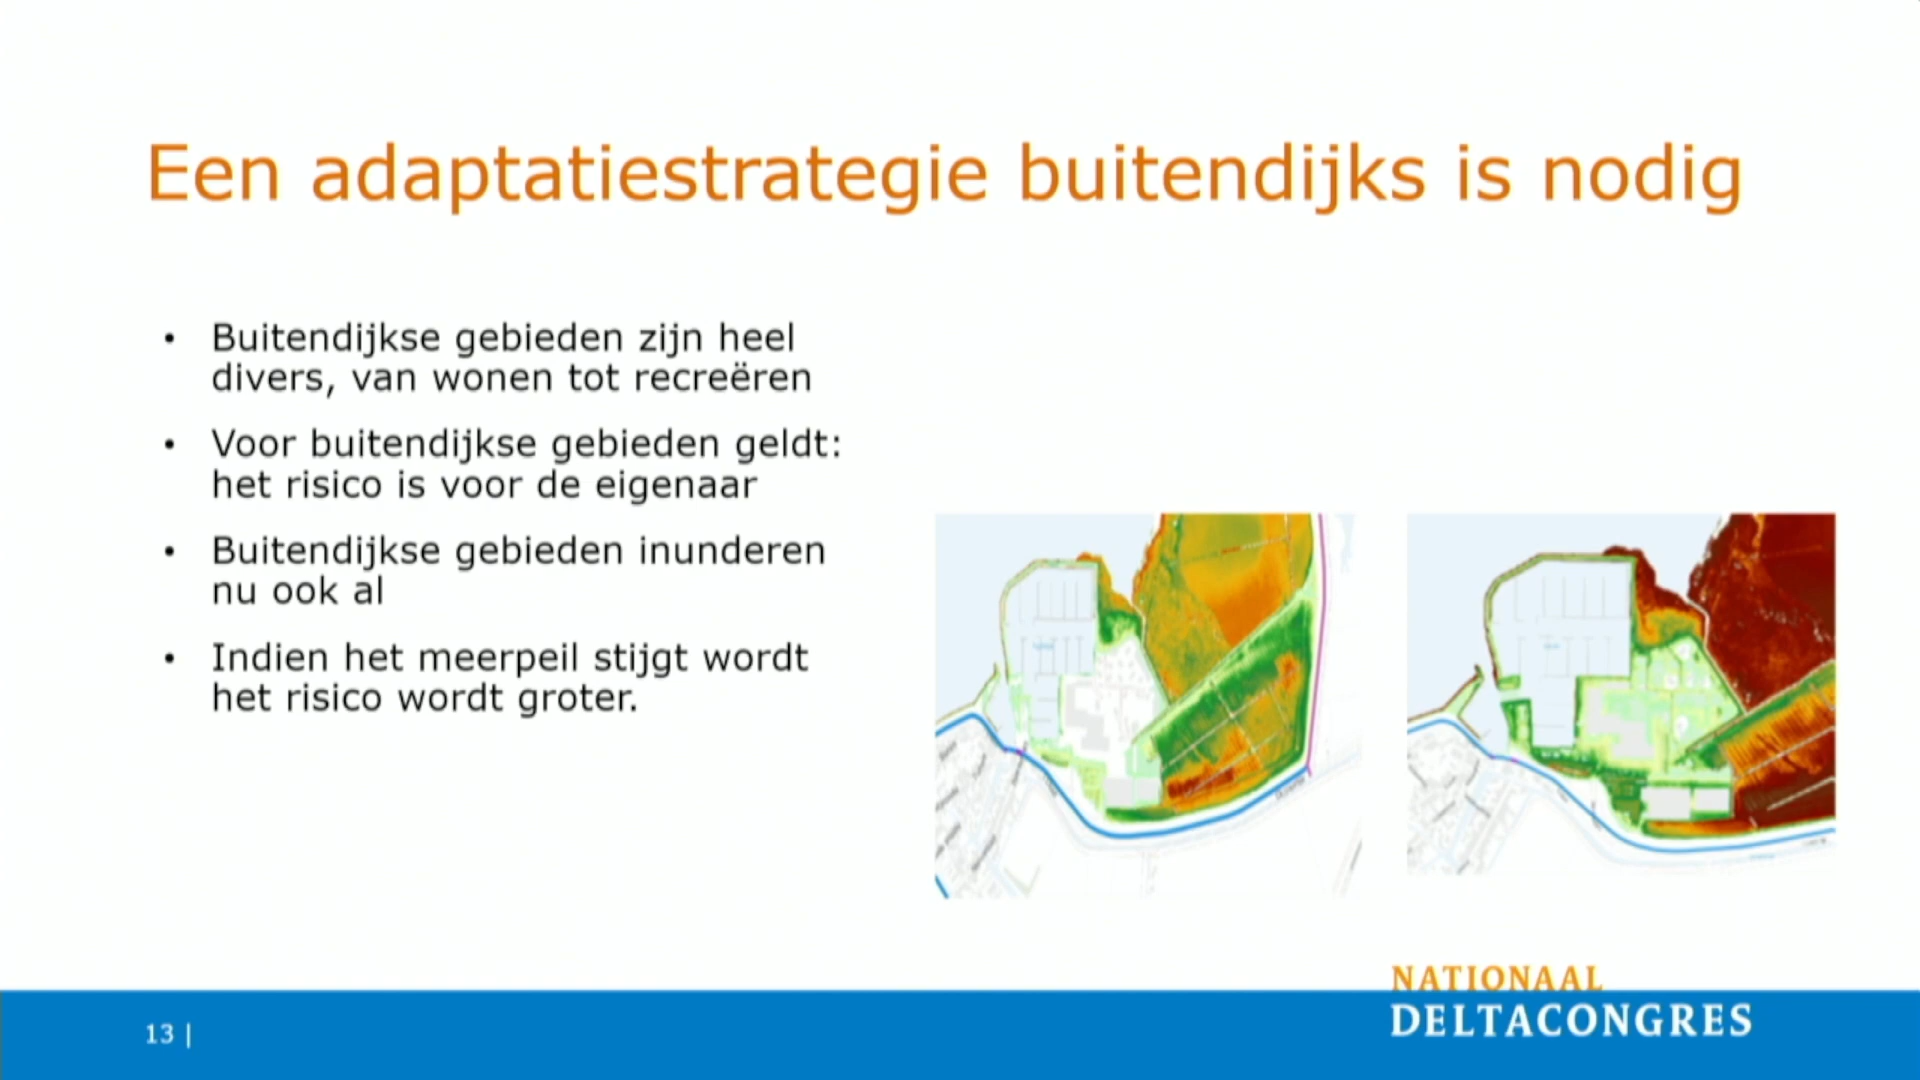 Een adaptatiestrategie buitendijks is nodig
• Buitendijkse gebieden zijn heel
divers, van wonen tot recreëren
• Voor buitendijkse gebieden geldt:
het risico is voor de eigenaar
• Buitendijkse gebieden inunderen
nu ook al
• Indien het meerpeil stijgt wordt
het risico wordt groter.
NATIONAAL
DELTACONGRES
13 |